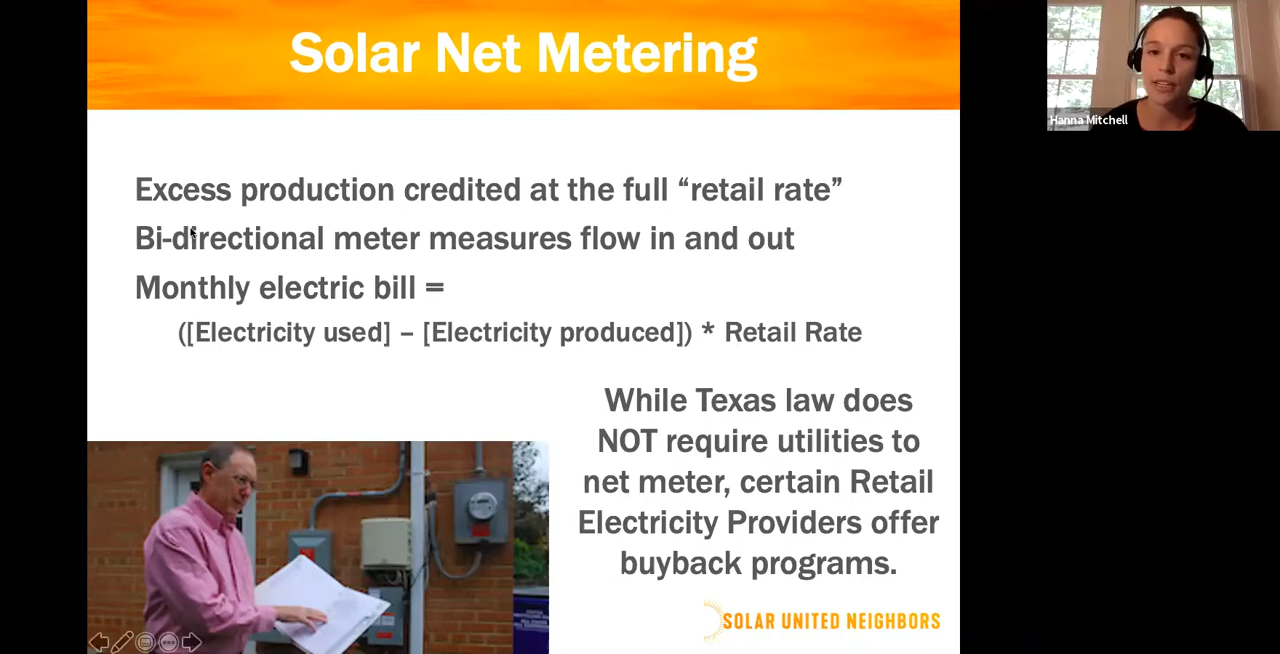 Solar Net Metering
Hanna Mitchell
Excess production credited at the full “retail rate”
Bi-directional meter measures flow in and out
Monthly electric bill =
([Electricity used] – [Electricity produced]) * Retail Rate
While Texas law does
NOT require utilities to
net meter, certain Retail
Electricity Providers offer
buyback programs.
SOLAR UNITED NEIGHBORS